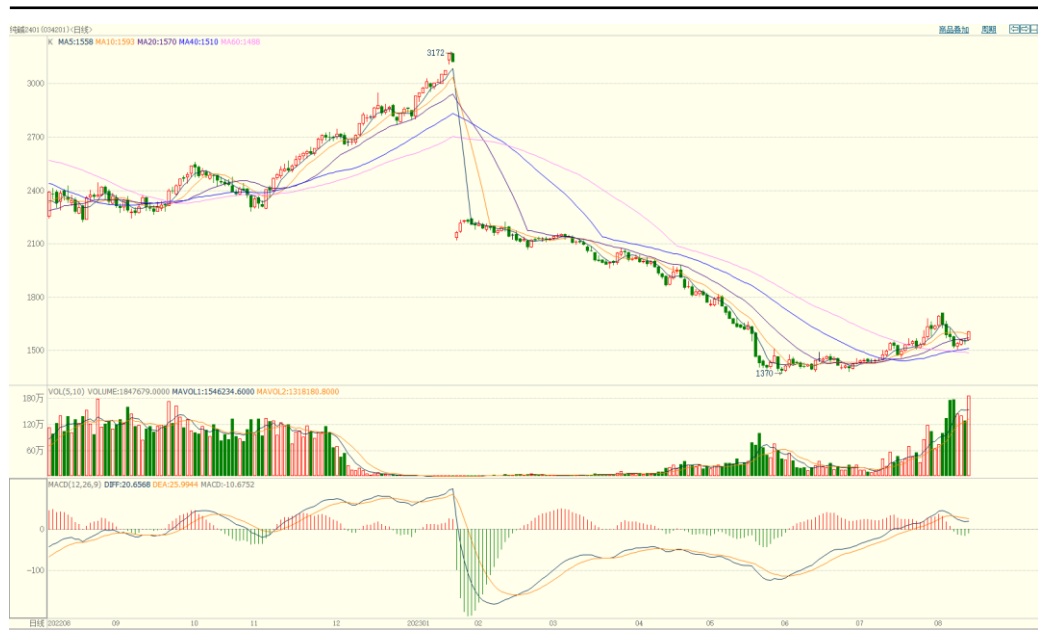 纯碱2401(034201)<日线>
商品叠加 周期
K MA5:1558 MA10:1593 MA20:1570 MA40:1510 MA60:1488
3172→
3000
2700
2400
2100
1800
1500
1370→
VOL(5,10) VOLUME:1847679.0000 MAVOL1:1546234.6000 MAVOL2:1318180.8000
180万
120万
60万
MACD(12,26,9) DIFF:20.6568 DEA:25.9944 MACD:-10.6752
0
-100
日线 202208 09 10 11 12 202301 02 03 04 05 06 07 08